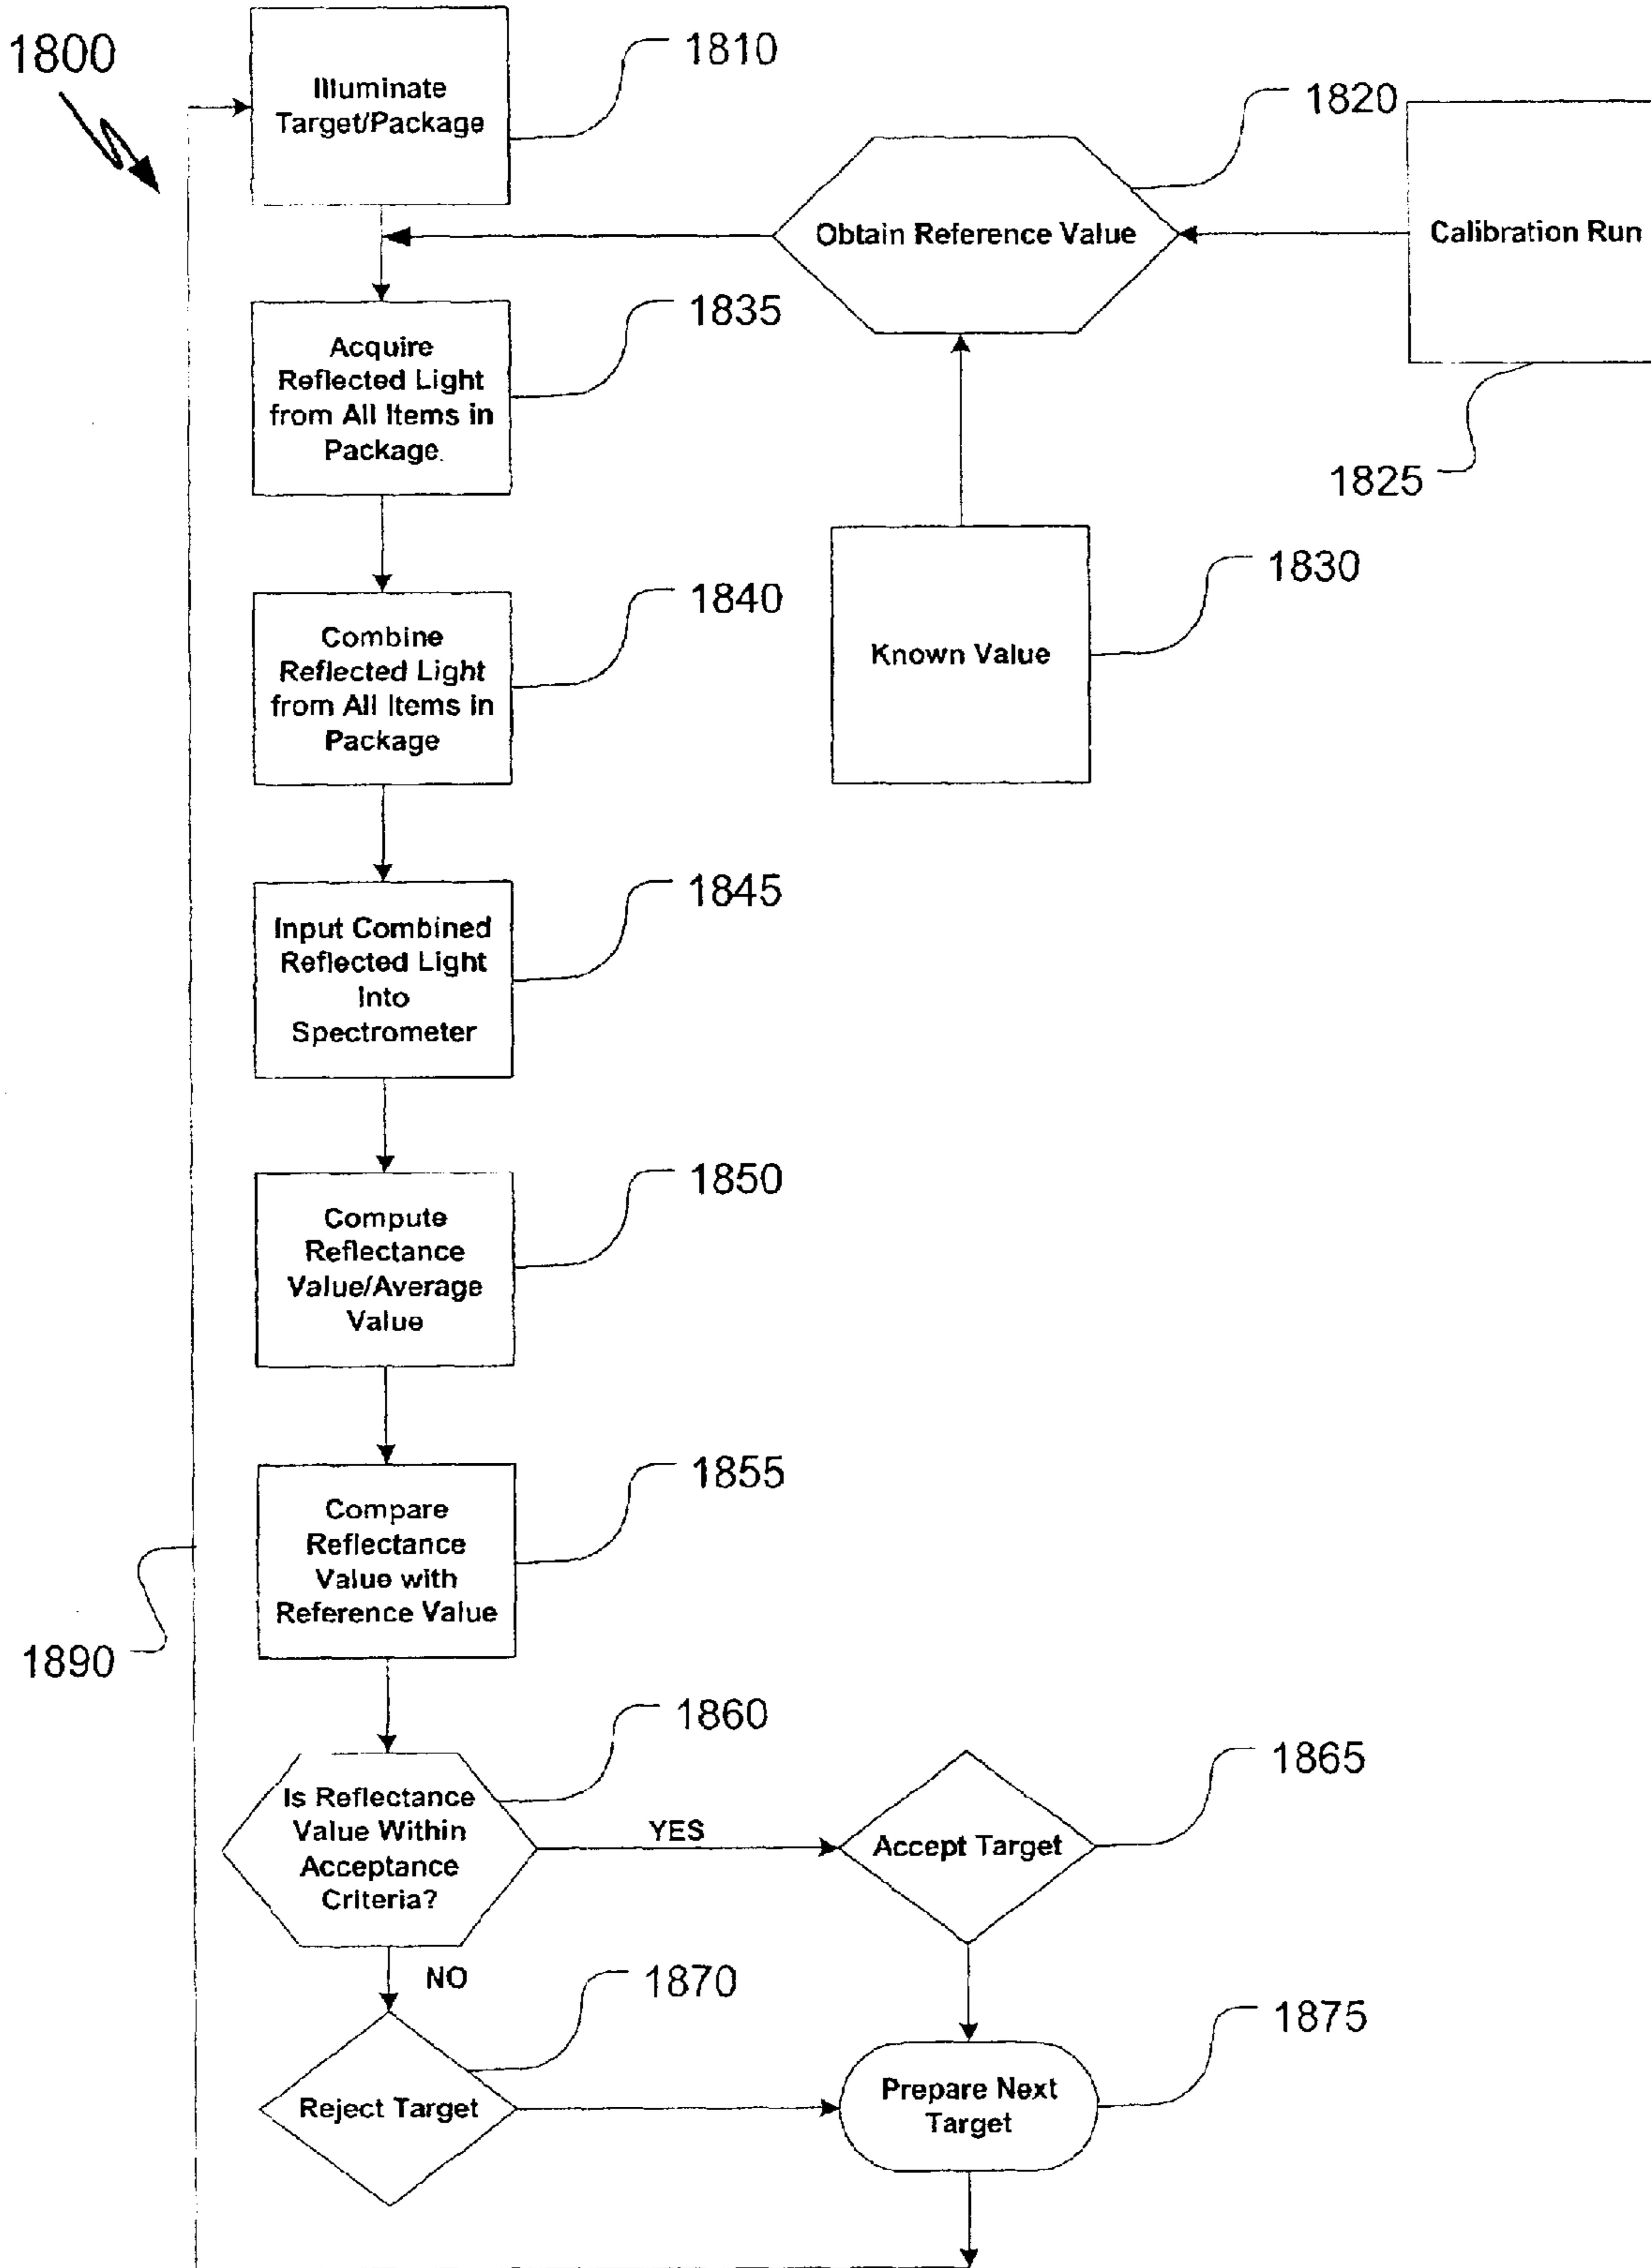 1800
Illuminate
Target/Package
1810
1820
Obtain Reference Value
Calibration Run
1825
Acquire
Reflected Light
from All Items in
Package.
1835
Known Value
1830
Combine
Reflected Light
from All Items in
Package
1840
Input Combined
Reflected Light
Into
Spectrometer
1845
Compute
Reflectance
Value/Average
Value
1850
Compare
Reflectance
Value with
Reference Value
1855
1890
Is Reflectance
Value Within
Acceptance
Criteria?
1860
YES
Accept Target
1865
NO
Reject Target
1870
Prepare Next
Target
1875